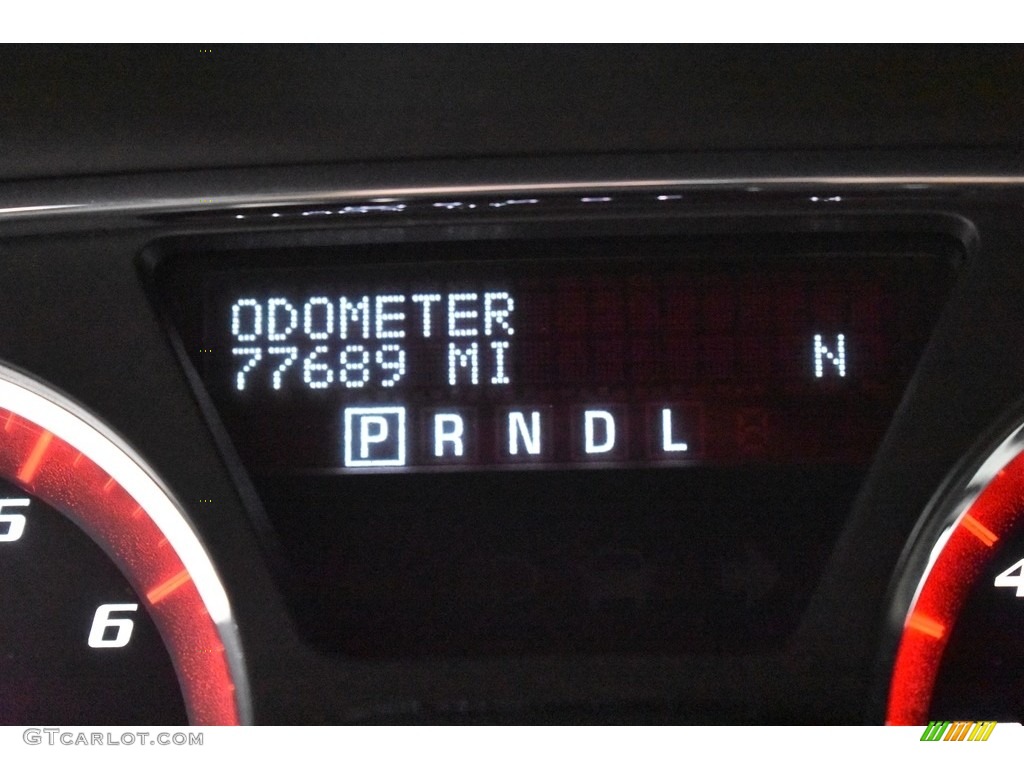 ODOMETER
77689 MI
N
P R N D L
5
6
4
GTCARLOT.COM